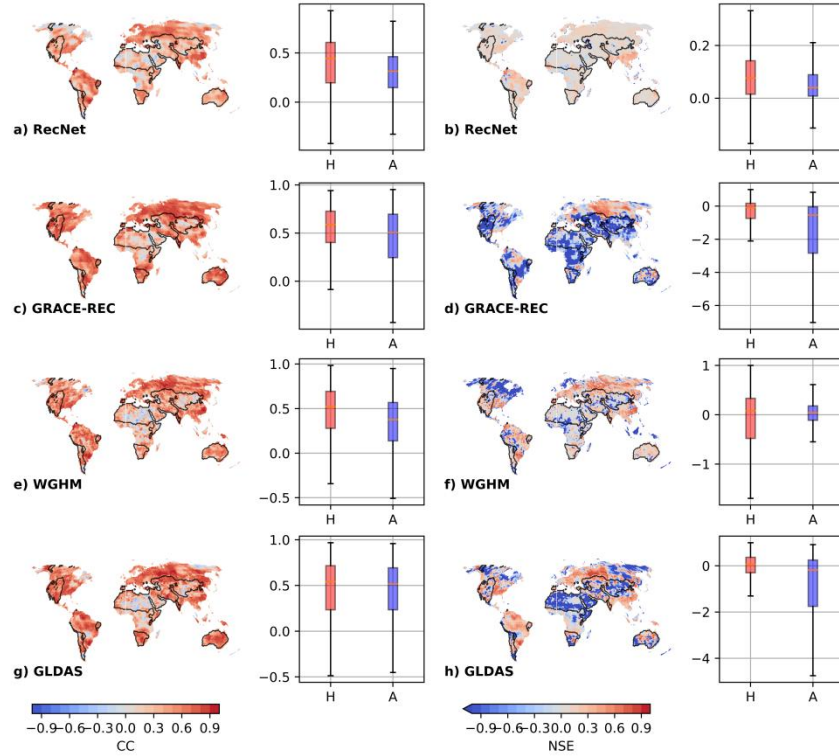 0.5
0.0
H A
a) RecNet
0.2
0.0
H A
b) RecNet
1.0
0.5
0.0
H A
c) GRACE-REC
0
−2
−4
−6
H A
d) GRACE-REC
1.0
0.5
0.0
−0.5
H A
e) WGHM
1
0
−1
H A
f) WGHM
1.0
0.5
0.0
−0.5
H A
g) GLDAS
0
−2
−4
H A
h) GLDAS
−0.9 −0.6 −0.3 0.0 0.3 0.6 0.9
CC
−0.9 −0.6 −0.3 0.0 0.3 0.6 0.9
NSE